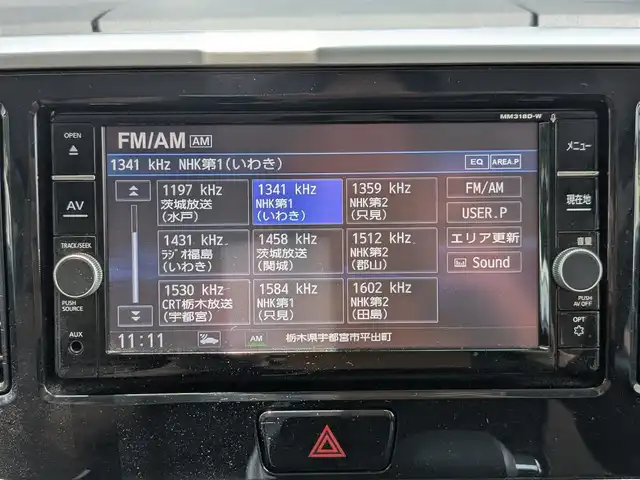 MM318D-W
OPEN
AV
TRACK/SEEK
PUSH
SOURCE
AUX
FM/AM AM
1341 kHz NHK第1(いわき)
EQ AREA.P
1197 kHz
茨城放送
(水戸)
1341 kHz
NHK第1
(いわき)
1359 kHz
NHK第2
(只見)
FM/AM
USER.P
1431 kHz
ラジオ福島
(いわき)
1458 kHz
茨城放送
(関城)
1512 kHz
NHK第2
(郡山)
エリア更新
Sound
1530 kHz
CRT栃木放送
(宇都宮)
1584 kHz
NHK第1
(只見)
1602 kHz
NHK第2
(田島)
11:11
AM
栃木県宇都宮市平出町
メニュー
現在地
音量
PUSH
AV OFF
OPT